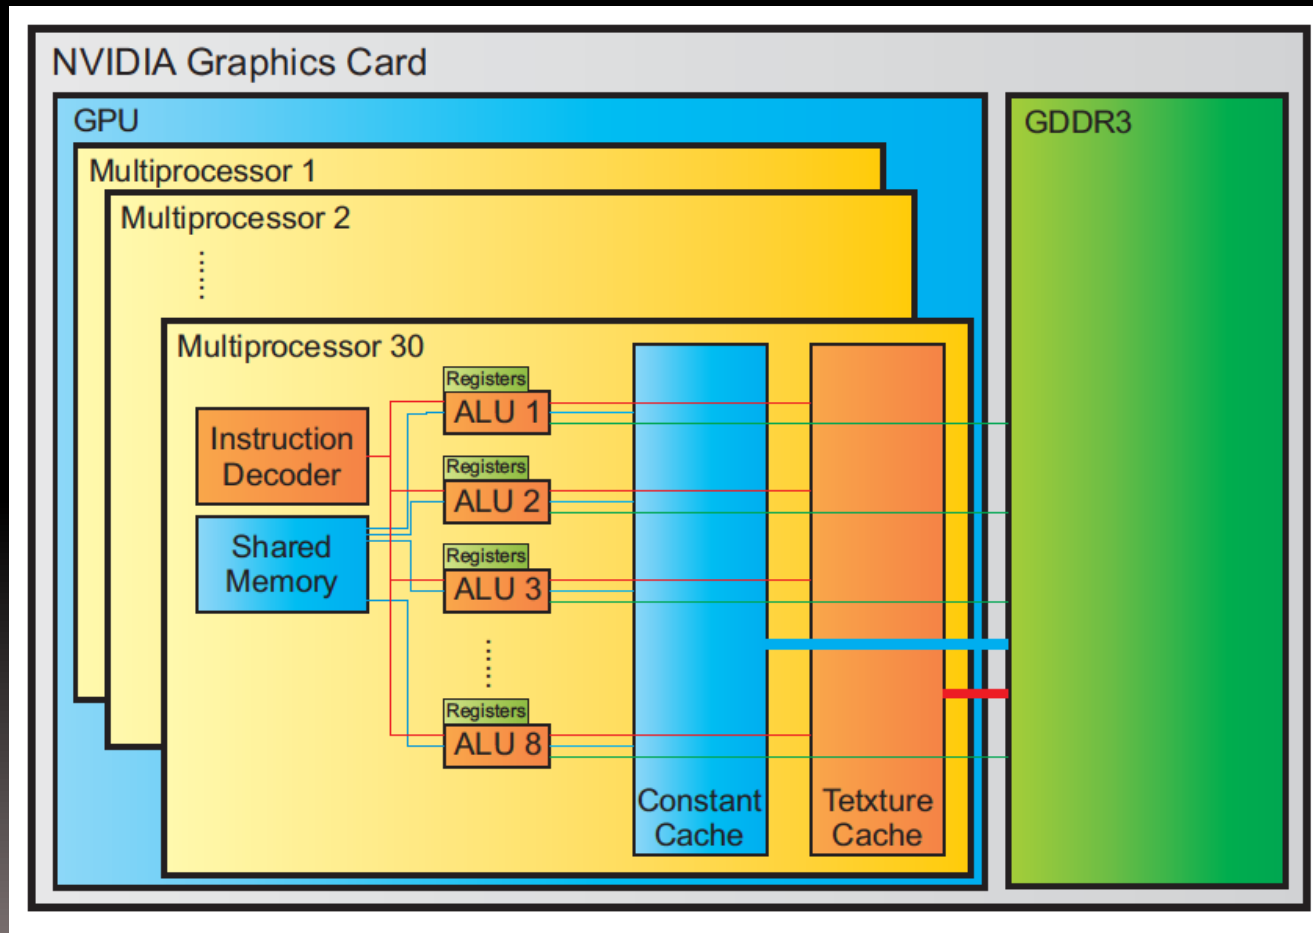 NVIDIA Graphics Card
GPU
GDDR3
Multiprocessor 1
Multiprocessor 2
Multiprocessor 30
Instruction
Decoder
Shared
Memory
Registers
ALU 1
Registers
ALU 2
Registers
ALU 3
Registers
ALU 8
Constant
Cache
Tetxture
Cache